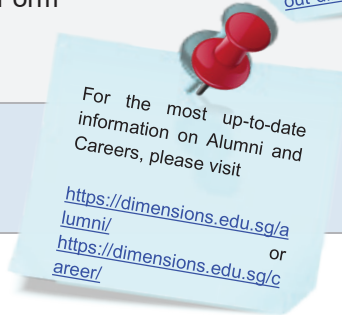 Form
out-
For the most up-to-date
information on Alumni and
Careers, please visit
https://dimensions.edu.sg/a
lumni/
or
https://dimensions.edu.sg/c
areer/